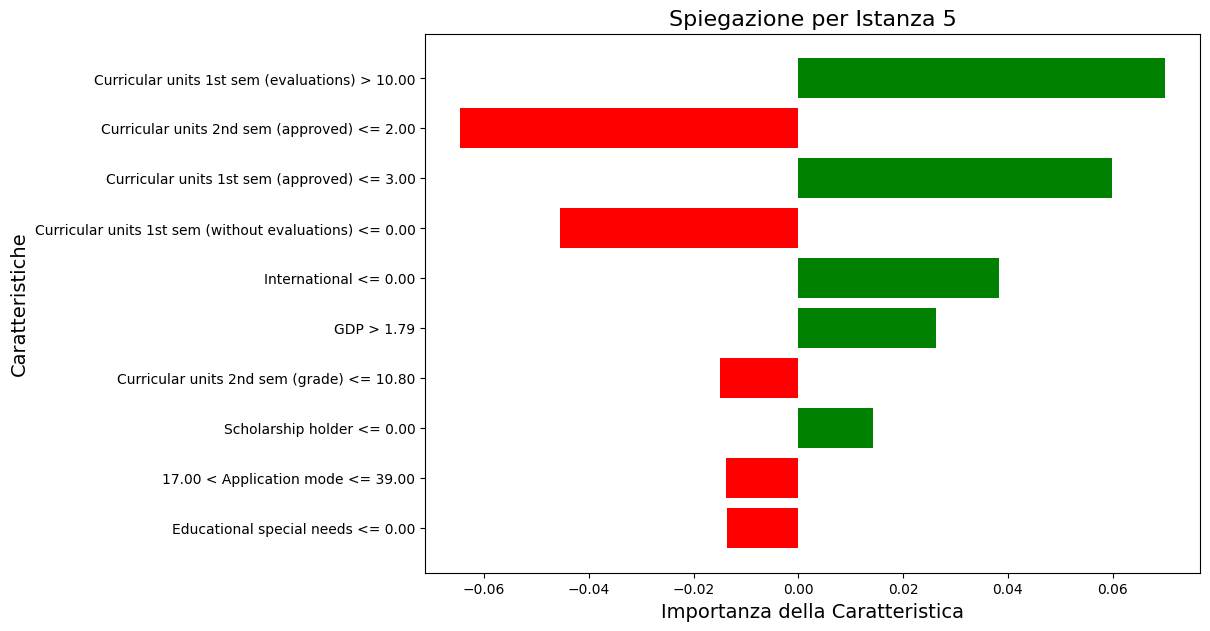 Spiegazione per Istanza 5
Caratteristiche
Curricular units 1st sem (evaluations) > 10.00
Curricular units 2nd sem (approved) <= 2.00
Curricular units 1st sem (approved) <= 3.00
Curricular units 1st sem (without evaluations) <= 0.00
International <= 0.00
GDP > 1.79
Curricular units 2nd sem (grade) <= 10.80
Scholarship holder <= 0.00
17.00 < Application mode <= 39.00
Educational special needs <= 0.00
−0.06 −0.04 −0.02 0.00 0.02 0.04 0.06
Importanza della Caratteristica